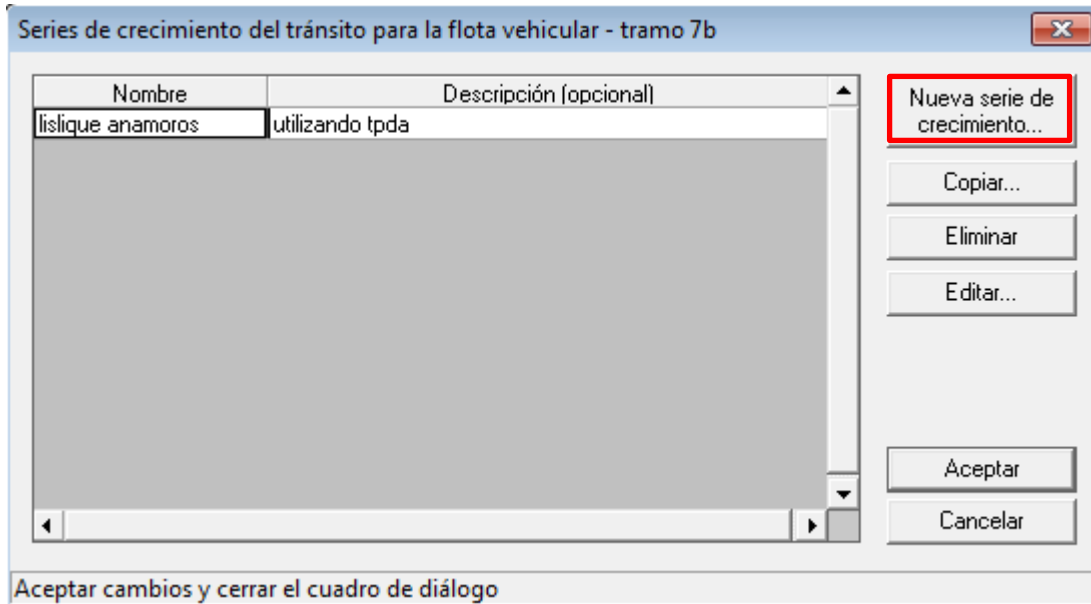 Series de crecimiento del tránsito para la flota vehicular - tramo 7b
Nombre
Descripción (opcional)
lislique anamoros
utilizando tpda
Nueva serie de
crecimiento...
Copiar...
Eliminar
Editar...
Aceptar
Cancelar
Aceptar cambios y cerrar el cuadro de diálogo